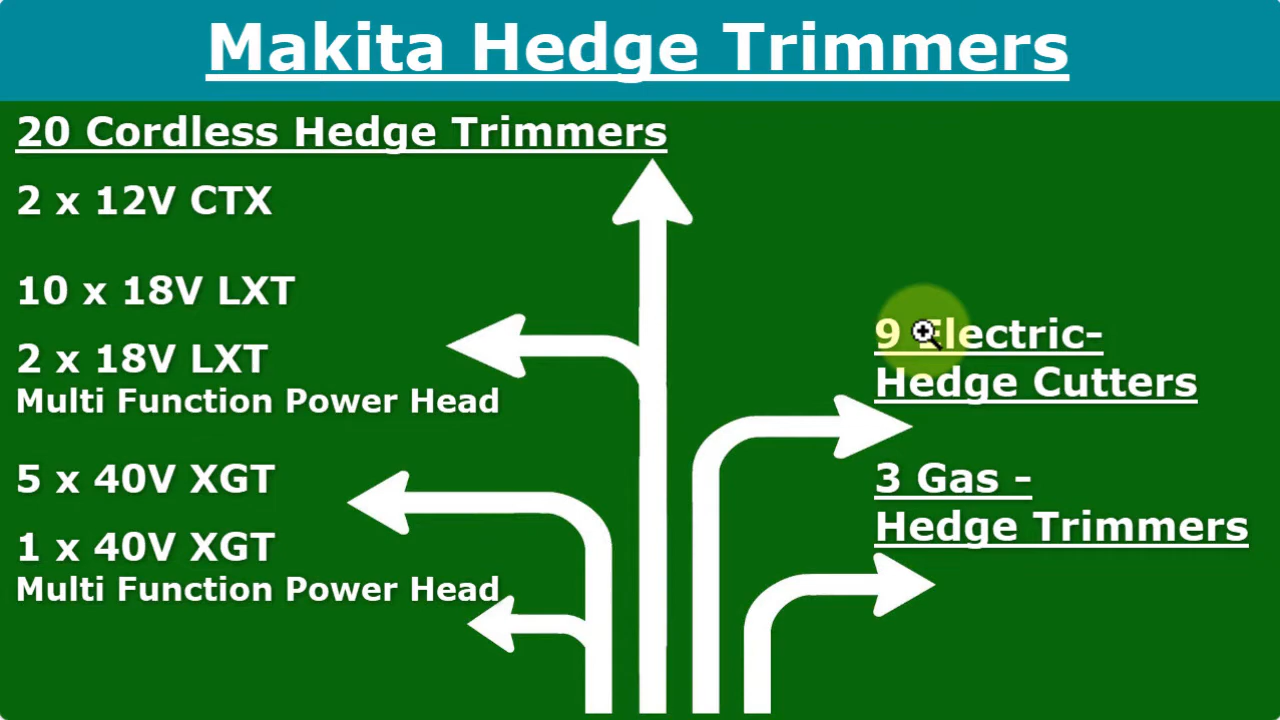 Makita Hedge Trimmers
20 Cordless Hedge Trimmers
2 x 12V CTX
10 x 18V LXT
2 x 18V LXT
Multi Function Power Head
5 x 40V XGT
1 x 40V XGT
Multi Function Power Head
9 Electric-
Hedge Cutters
3 Gas -
Hedge Trimmers